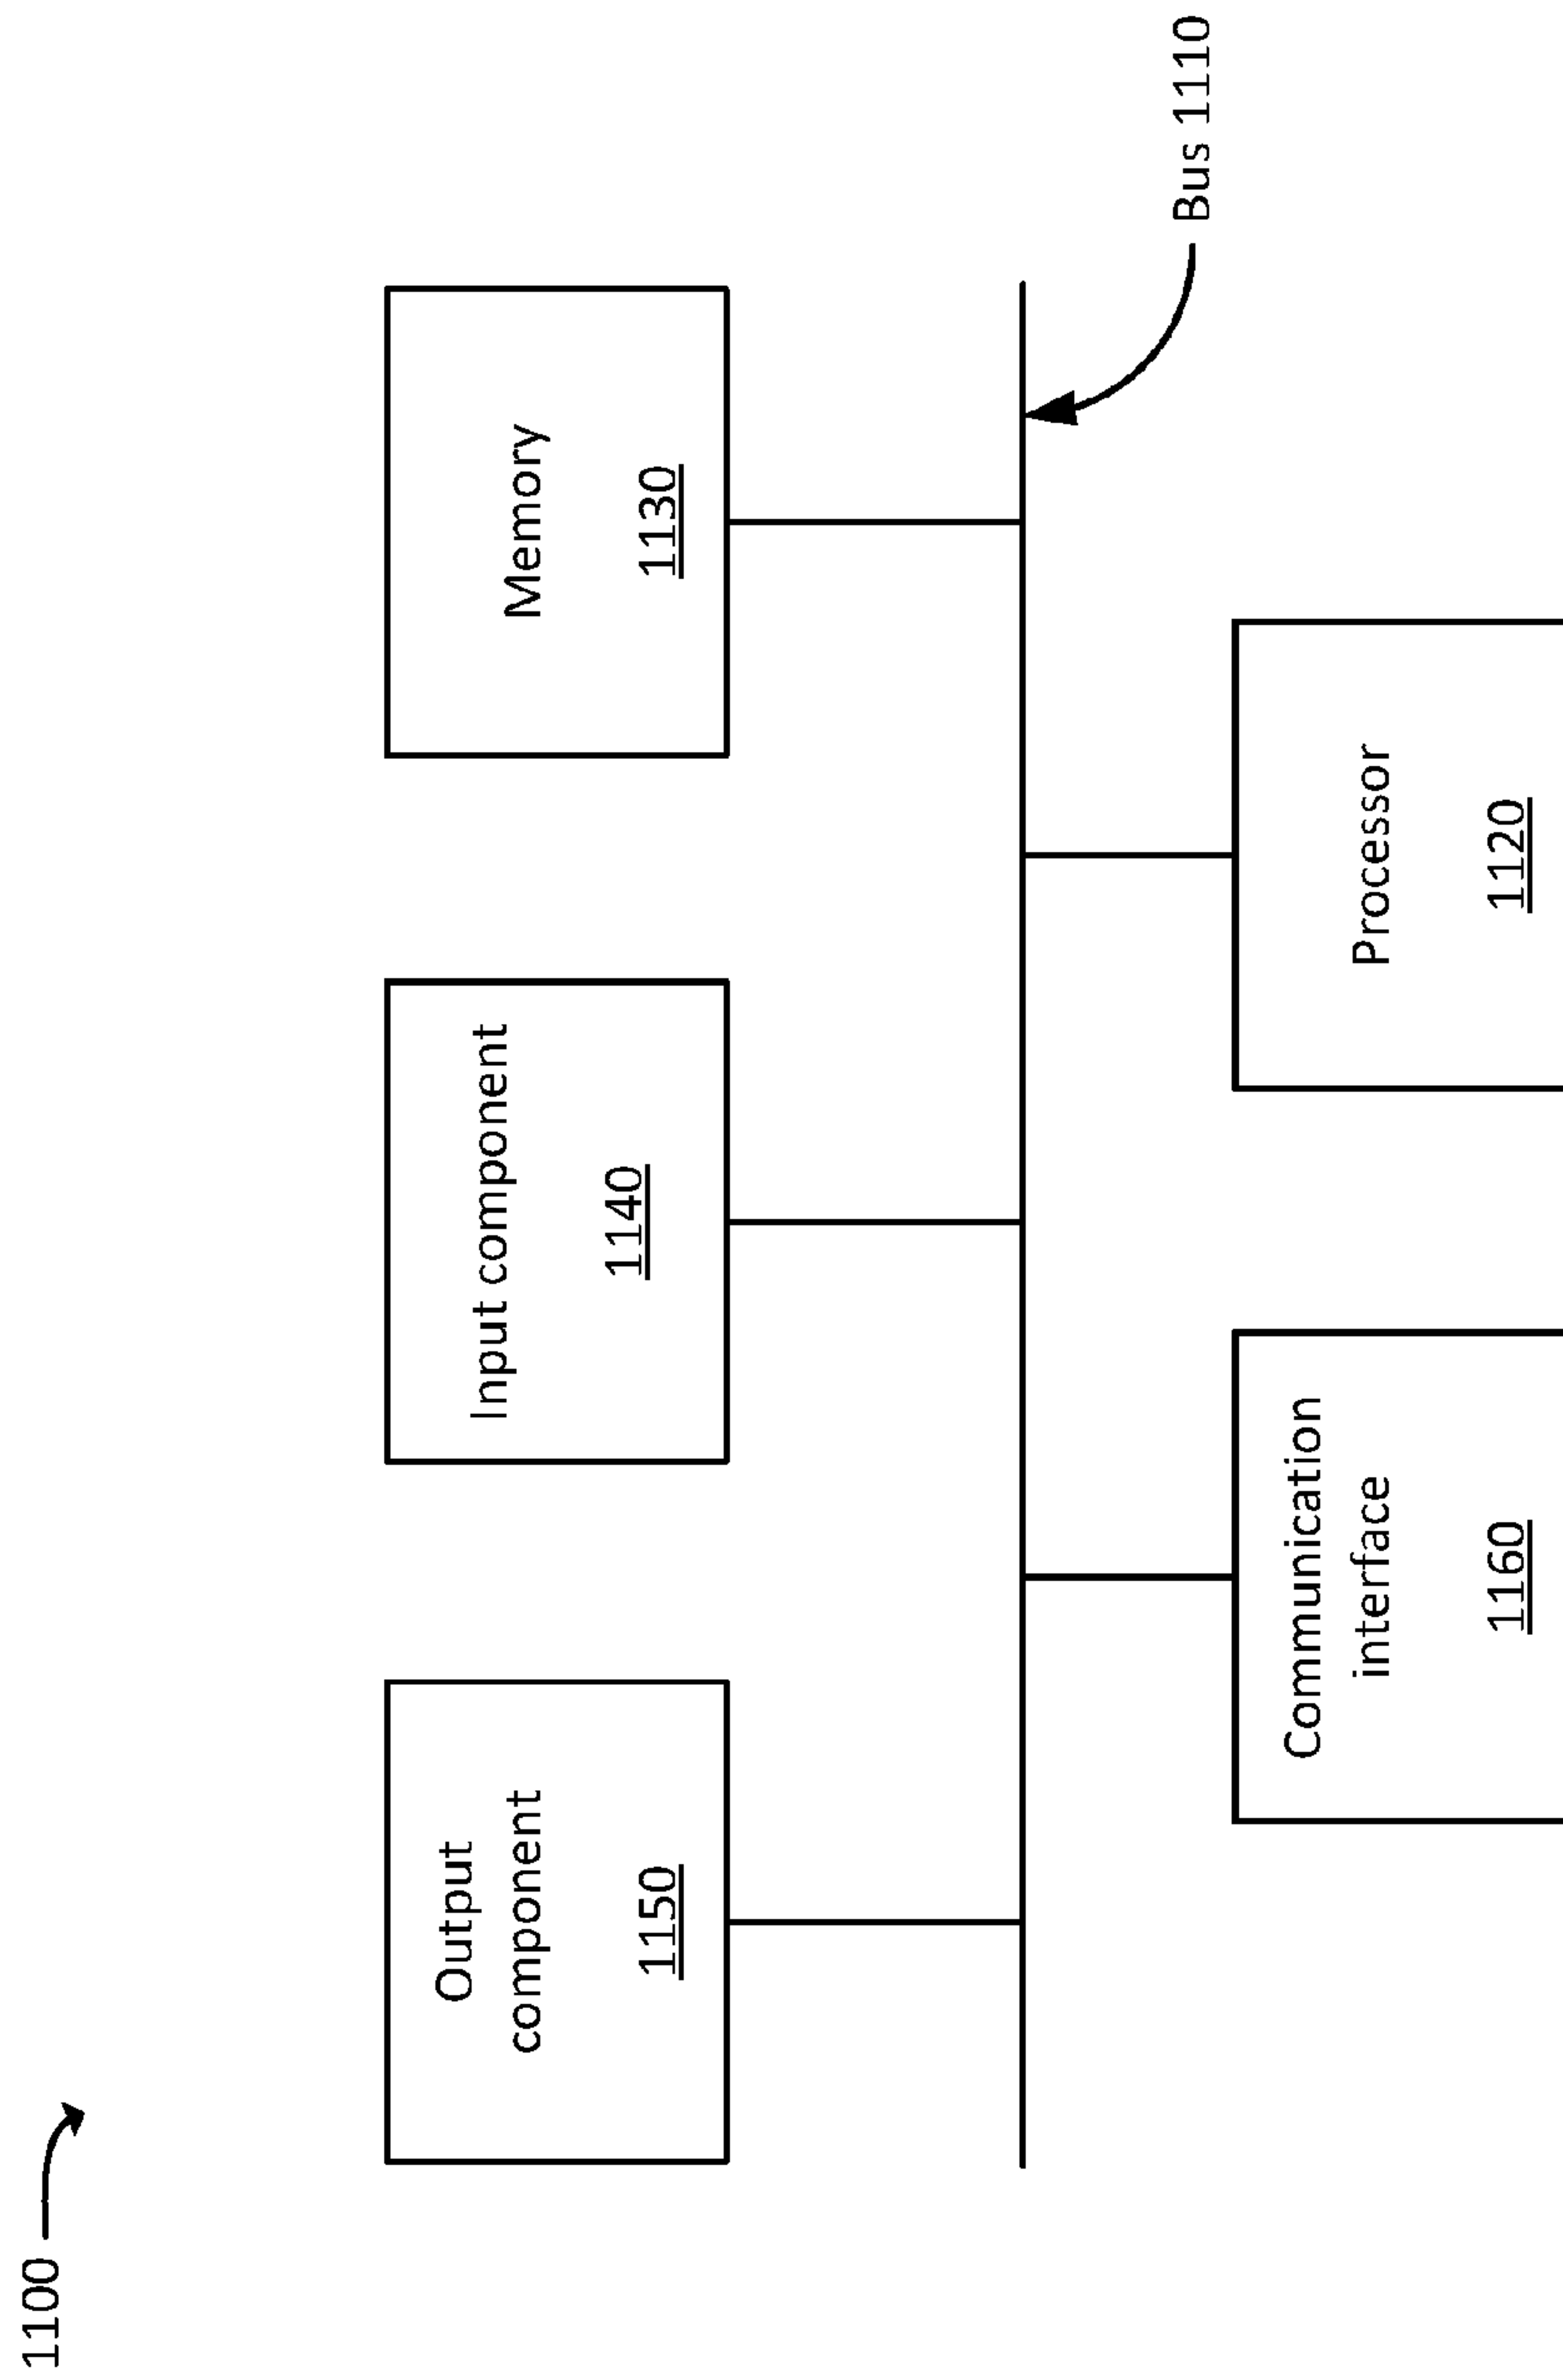 1100
Output
component
1150
Input component
1140
Memory
1130
Bus 1110
Communication
interface
1160
Processor
1120